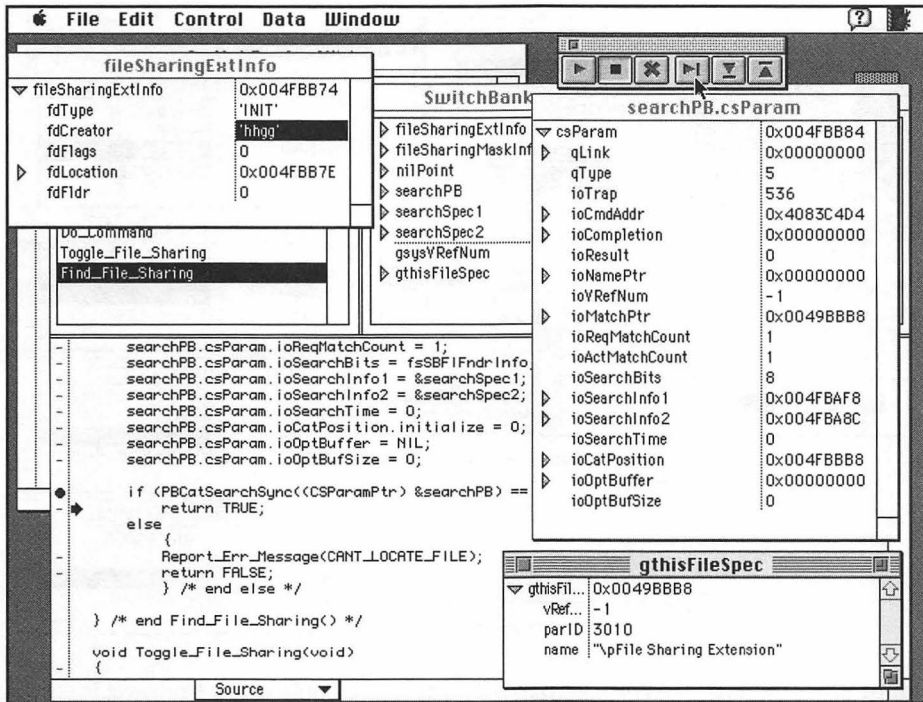 File Edit Control Data Window
fileSharingExtInfo
fileSharingExtInfo 0x004FBB74
fdType 'INIT'
fdCreator 'hhgg'
fdFlags 0
fdLocation 0x004FBB7E
fdFldr 0
Do_Command
Toggle_File_Sharing
Find_File_Sharing
SwitchBank
fileSharingExtInfo
fileSharingMaskInf
nilPoint
searchPB
searchSpec1
searchSpec2
gsysVRefNum
gthisFileSpec
searchPB.csParam
csParam 0x004FBB84
qLink 0x00000000
qType 5
ioTrap 536
ioCmdAddr 0x4083C4D4
ioCompletion 0x00000000
ioResult 0
ioNamePtr 0x00000000
ioVRefNum -1
ioMatchPtr 0x0049BBB8
ioReqMatchCount 1
ioActMatchCount 1
ioSearchBits 8
ioSearchInfo1 0x004FBAF8
ioSearchInfo2 0x004FBA8C
ioSearchTime 0
ioCatPosition 0x004FBBB8
ioOptBuffer 0x00000000
ioOptBufSize 0
searchPB.csParam.ioReqMatchCount = 1;
searchPB.csParam.ioSearchBits = fsSBFlFndrInfo
searchPB.csParam.ioSearchInfo1 = &searchSpec1;
searchPB.csParam.ioSearchInfo2 = &searchSpec2;
searchPB.csParam.ioSearchTime = 0;
searchPB.csParam.ioCatPosition.initialize = 0;
searchPB.csParam.ioOptBuffer = NIL;
searchPB.csParam.ioOptBufSize = 0;
if (PBCatSearchSync((CSParamPtr) &searchPB) ==
return TRUE;
else
{
Report_Err_Message(CANT_LOCATE_FILE);
return FALSE;
} /* end else */
} /* end Find_File_Sharing() */
void Toggle_File_Sharing(void)
{
Source
gthisFileSpec
gthisFil... 0x0049BBB8
vRef... -1
parID 3010
name "\pFile Sharing Extension"